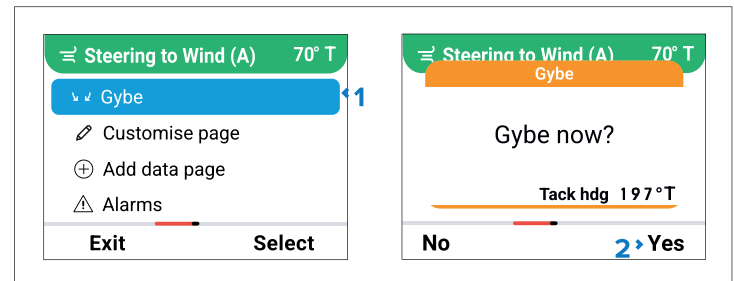 Steering to Wind (A) 70° T
Gybe
1
Customise page
Add data page
Alarms
Exit Select
Steering to Wind (A) 70° T
Gybe
Gybe now?
Tack hdg 197°T
No 2 Yes